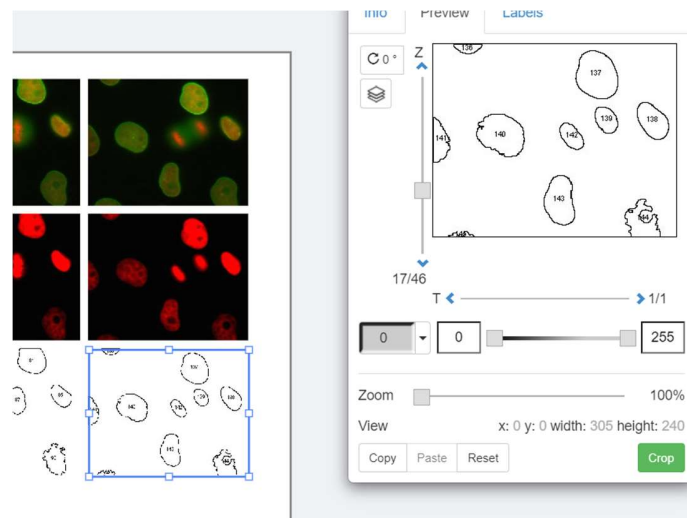 Info Preview Labels
0 °
Z
136
137
138
139
140
141
142
143
144
17/46
T 1/1
0 0 255
Zoom 100%
View x: 0 y: 0 width: 305 height: 240
Copy Paste Reset Crop